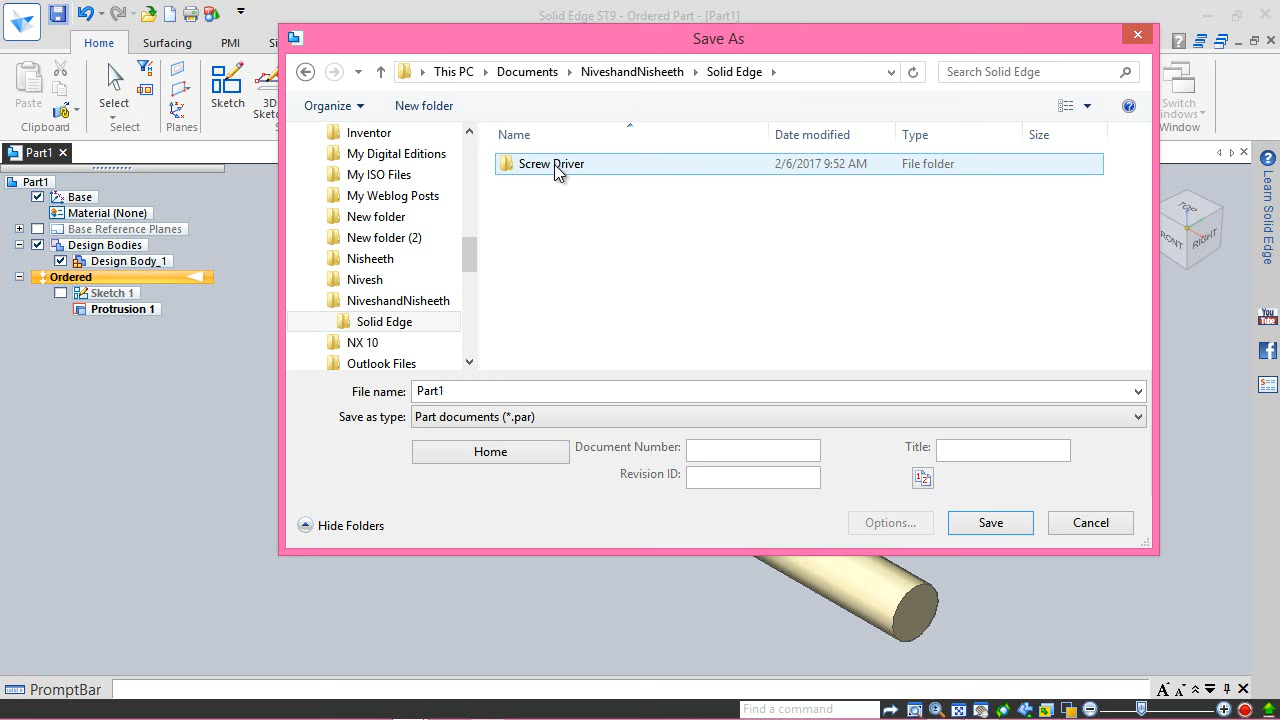 Solid Edge ST9 - Ordered Part - [Part1]
Home
Surfacing
PMI
Paste
Clipboard
Select
Select
Planes
Sketch
3D
Switch
Windows
Window
Save As
This PC
Documents
NiveshandNisheeth
Solid Edge
Search Solid Edge
Organize
New folder
Name
Date modified
Type
Size
Inventor
My Digital Editions
My ISO Files
My Weblog Posts
New folder
New folder (2)
Nisheeth
Nivesh
NiveshandNisheeth
Solid Edge
NX 10
Outlook Files
Screw Driver
2/6/2017 9:52 AM
File folder
File name:
Part1
Save as type:
Part documents (*.par)
Home
Document Number:
Revision ID:
Title:
Hide Folders
Options...
Save
Cancel
Part1
Part1
Base
Material (None)
Base Reference Planes
Design Bodies
Design Body_1
Ordered
Sketch 1
Protrusion 1
TOP
FRONT
RIGHT
Learn Solid Edge
You
Tube
PromptBar
Find a command